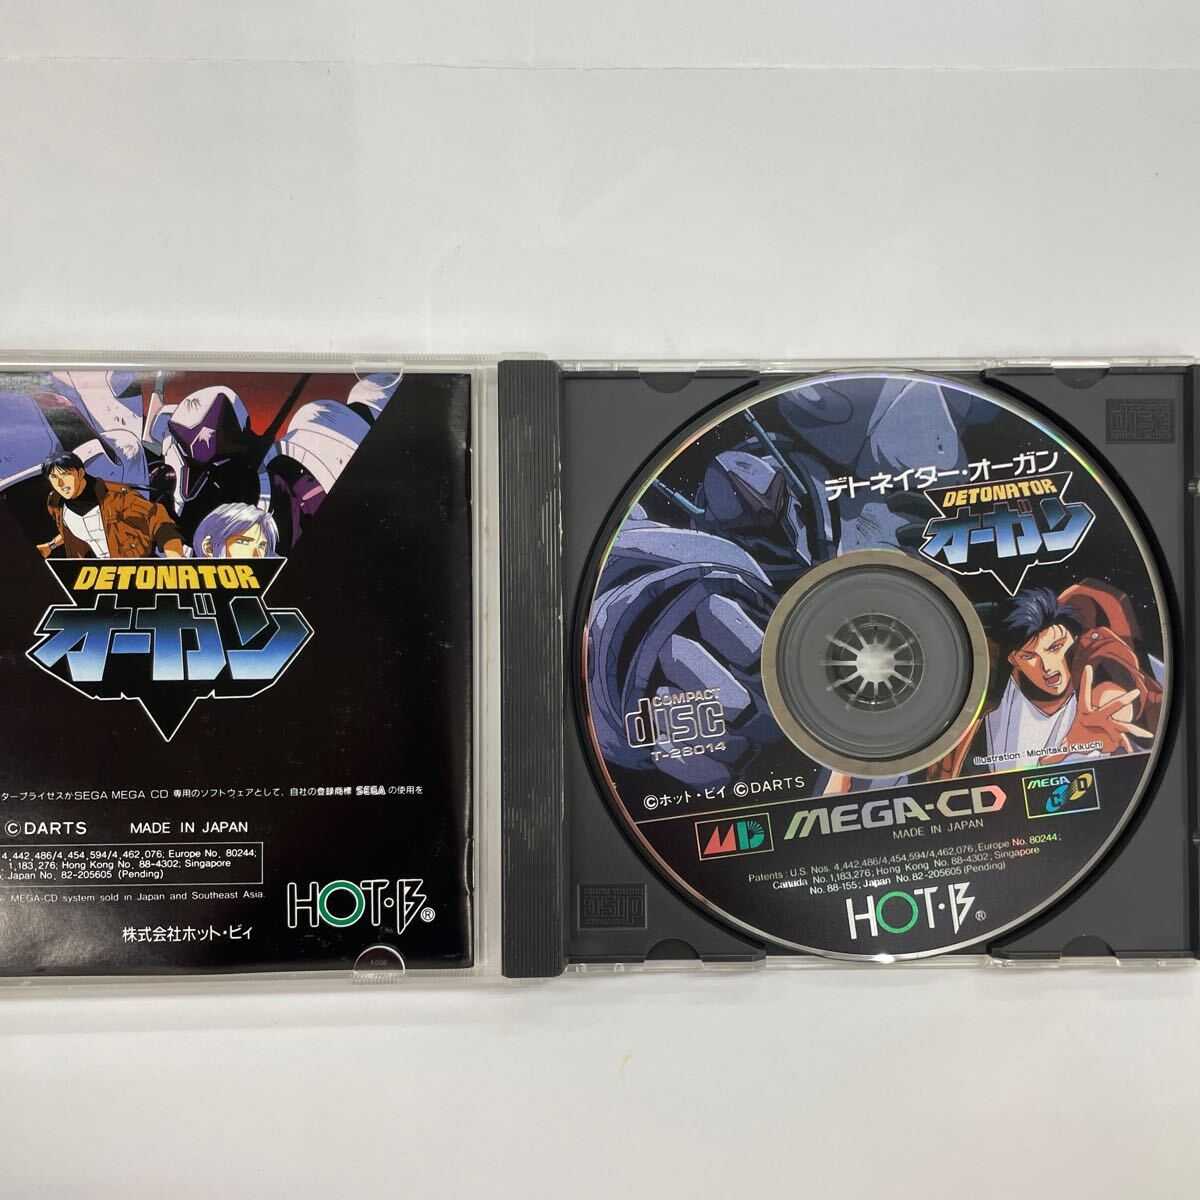 DETONATOR
オーガン
タープライセスがSEGA MEGA CD 専用のソフトウェアとして、自社の登録商標 SEGA の使用を
©DARTS MADE IN JAPAN
4,442,486/4,454,594/4,462,076; Europe No. 80244;
1,183,276; Hong Kong No. 88-4302; Singapore
Japan No. 82-205605 (Pending)
MEGA-CD system sold in Japan and Southeast Asia.
HOT·B®
株式会社ホット・ビィ
K05B
disc
DIGITAL AUDIO
デトネイター・オーガン
DETONATOR
オーガン
COMPACT
disc
T-28014
Illustration : Michitaka Kikuchi
©ホット・ビィ ©DARTS
MD
MEGA-CD
MEGA
CD
MADE IN JAPAN
Patents : U.S. Nos. 4,442,486/4,454,594/4,462,076; Europe No. 80244;
Canada No. 1,183,276; Hong Kong No. 88-4302; Singapore
No. 88-155; Japan No. 82-205605 (Pending)
HOT·B®
COMPACT
disc
DIGITAL AUDIO